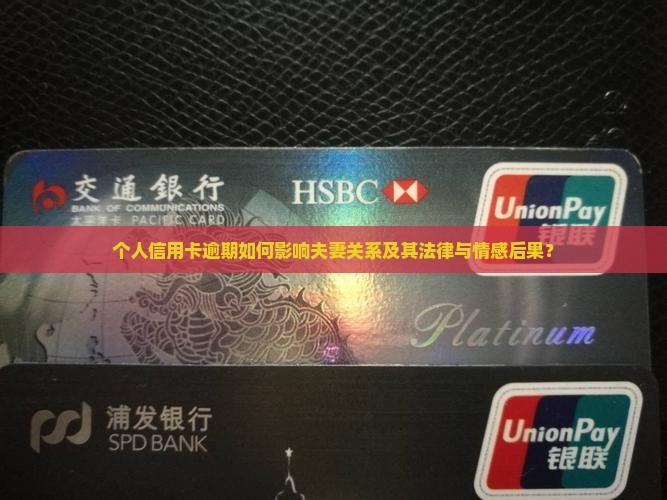 交通銀行
BANK OF COMMUNICATIONS
太平洋卡 PACIFIC CARD
HSBC
UnionPay
银联
个人信用卡逾期如何影响夫妻关系及其法律与情感后果?
Platinum
浦发银行
SPD BANK
UnionPay
银联